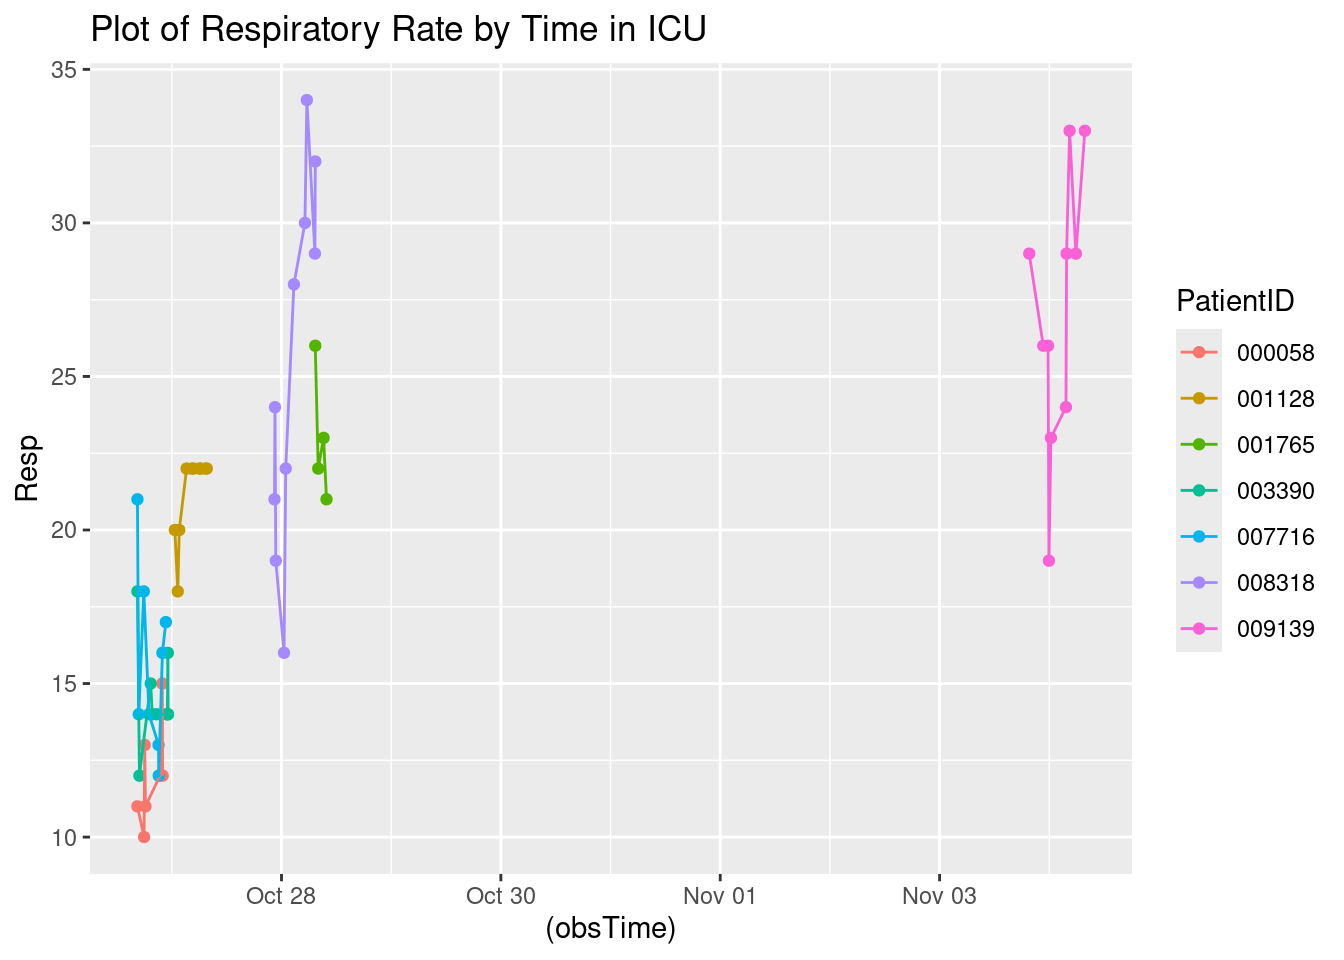 Plot of Respiratory Rate by Time in ICU
35
30
25
20
15
10
Resp
Oct 28
Oct 30
Nov 01
Nov 03
(obsTime)
PatientID
000058
001128
001765
003390
007716
008318
009139